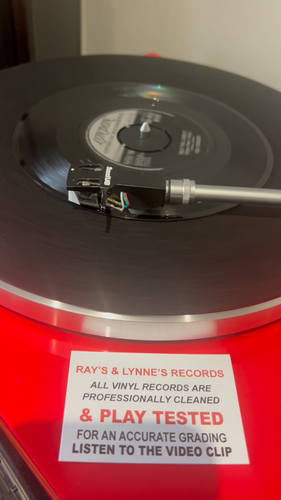 RAY'S & LYNNE'S RECORDS
ALL VINYL RECORDS ARE
PROFESSIONALLY CLEANED
& PLAY TESTED
FOR AN ACCURATE GRADING
LISTEN TO THE VIDEO CLIP